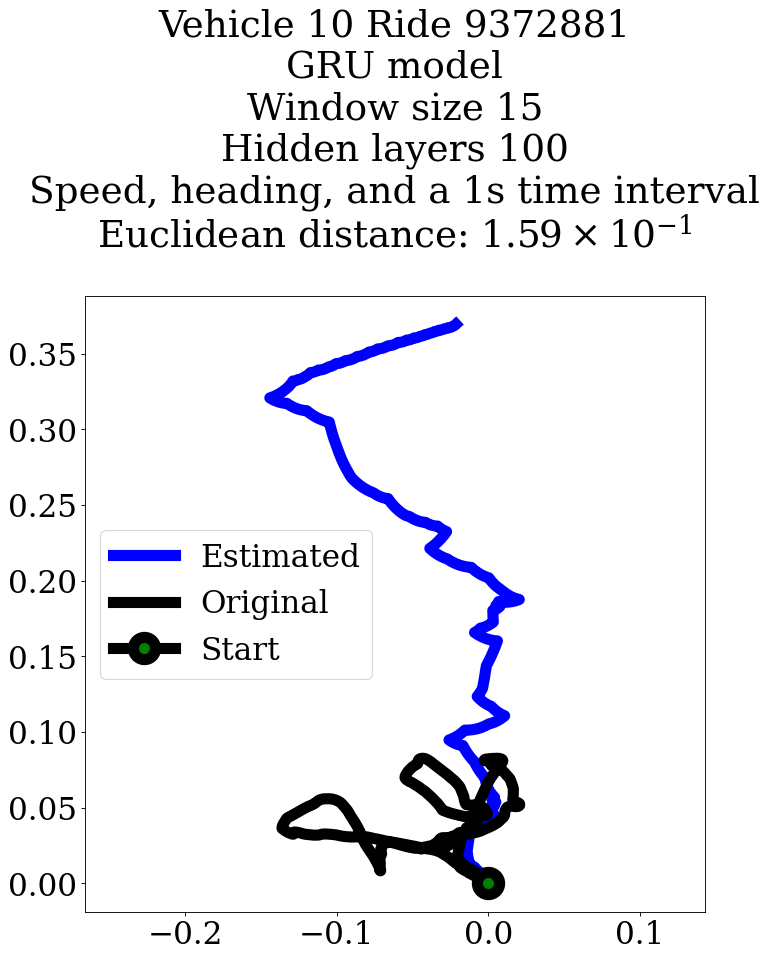 Vehicle 10 Ride 9372881
GRU model
Window size 15
Hidden layers 100
Speed, heading, and a 1s time interval
Euclidean distance: 1.59 × 10⁻¹
0.35
0.30
0.25
0.20
0.15
0.10
0.05
0.00
Estimated
Original
Start
−0.2 −0.1 0.0 0.1